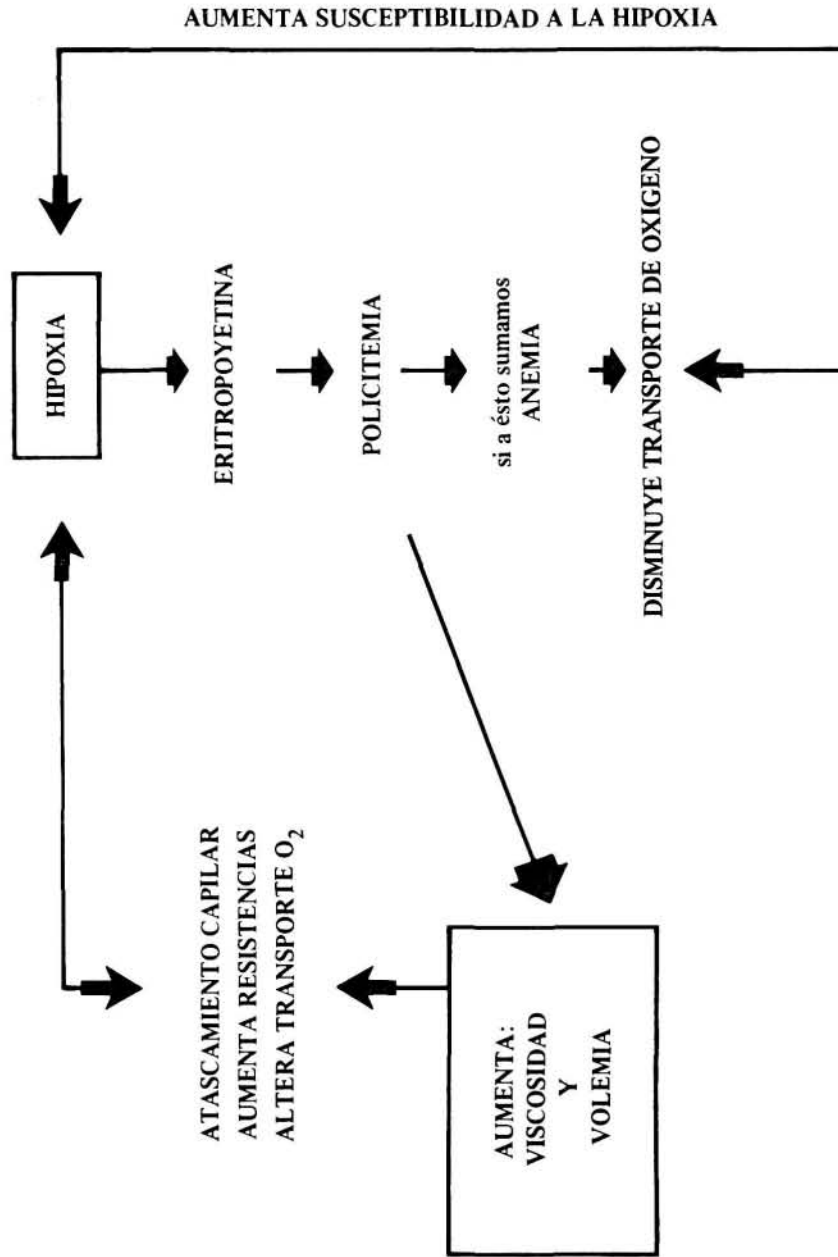 AUMENTA SUSCEPTIBILIDAD A LA HIPOXIA
HIPOXIA
ERITROPOYETINA
POLICITEMIA
si a ésto sumamos
ANEMIA
DISMINUYE TRANSPORTE DE OXIGENO
ATASCAMIENTO CAPILAR
AUMENTA RESISTENCIAS
ALTERA TRANSPORTE O₂
AUMENTA:
VISCOSIDAD
Y
VOLEMIA